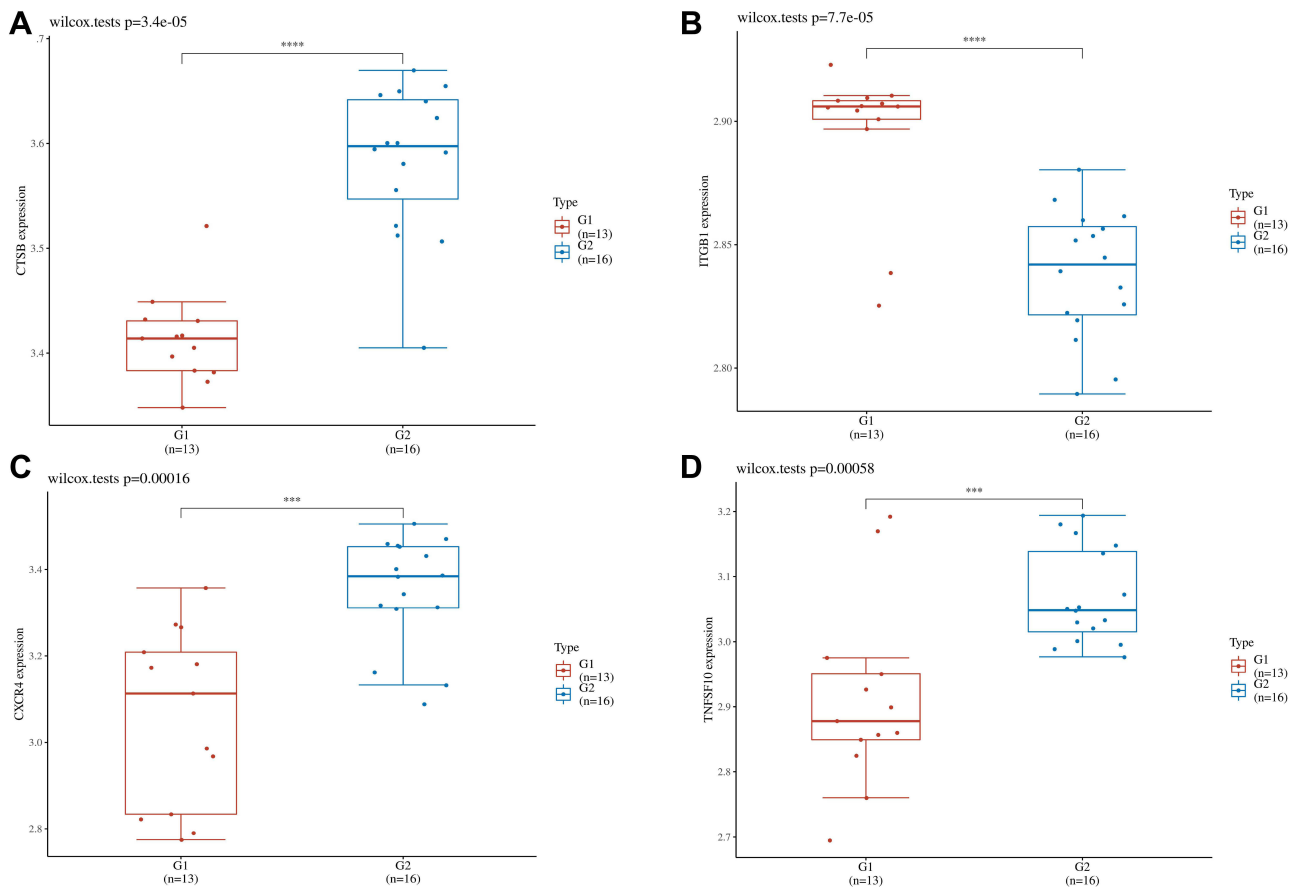 A
wilcox.tests p=3.4e-05
****
.7
3.6
3.5
3.4
CTSB expression
G1
(n=13)
G2
(n=16)
Type
G1
(n=13)
G2
(n=16)
B
wilcox.tests p=7.7e-05
****
2.90
2.85
2.80
ITGB1 expression
G1
(n=13)
G2
(n=16)
Type
G1
(n=13)
G2
(n=16)
C
wilcox.tests p=0.00016
***
3.4
3.2
3.0
2.8
CXCR4 expression
G1
(n=13)
G2
(n=16)
Type
G1
(n=13)
G2
(n=16)
D
wilcox.tests p=0.00058
***
3.2
3.1
3.0
2.9
2.8
2.7
TNFSF10 expression
G1
(n=13)
G2
(n=16)
Type
G1
(n=13)
G2
(n=16)